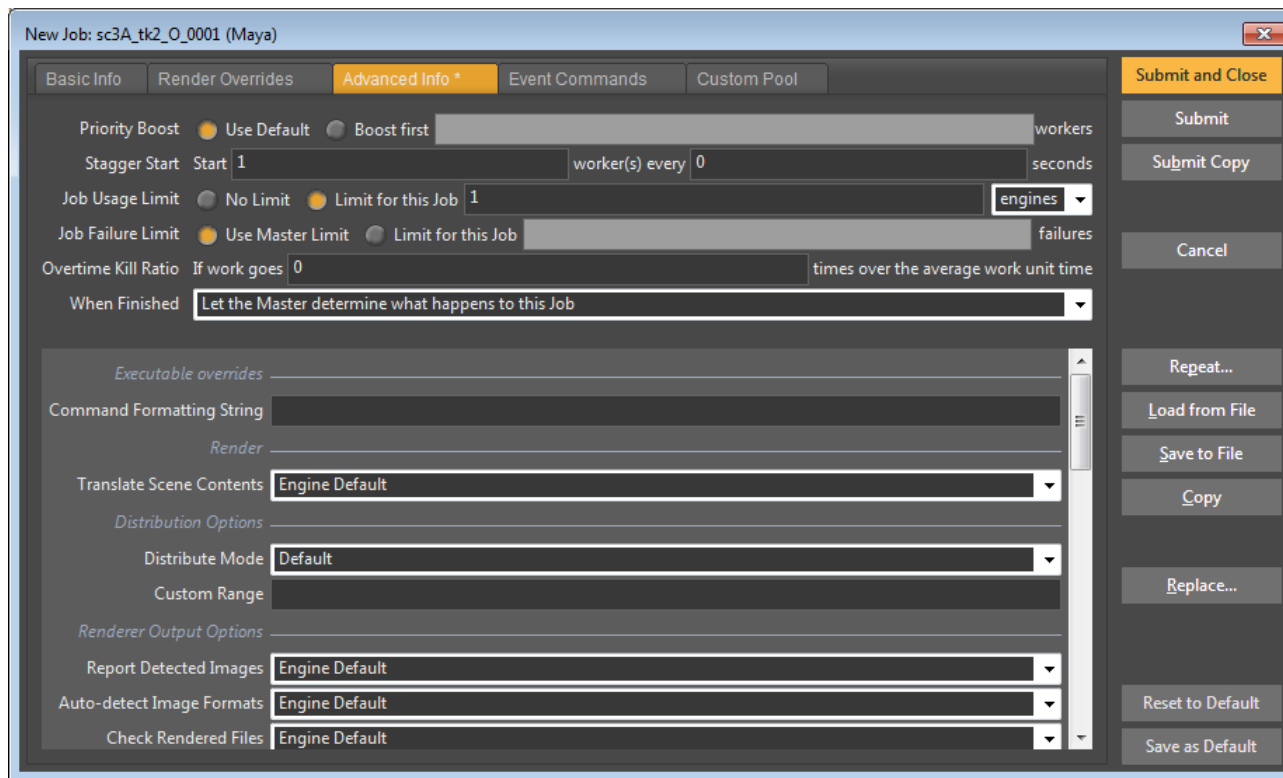 New Job: sc3A_tk2_O_0001 (Maya)
Basic Info Render Overrides Advanced Info * Event Commands Custom Pool
Submit and Close
Priority Boost Use Default Boost first workers
Submit
Stagger Start Start 1 worker(s) every 0 seconds
Submit Copy
Job Usage Limit No Limit Limit for this Job 1 engines
Job Failure Limit Use Master Limit Limit for this Job failures
Cancel
Overtime Kill Ratio If work goes 0 times over the average work unit time
When Finished Let the Master determine what happens to this Job
Executable overrides
Repeat...
Command Formatting String
Load from File
Render
Save to File
Translate Scene Contents Engine Default
Copy
Distribution Options
Distribute Mode Default
Replace...
Custom Range
Renderer Output Options
Report Detected Images Engine Default
Auto-detect Image Formats Engine Default
Reset to Default
Check Rendered Files Engine Default
Save as Default